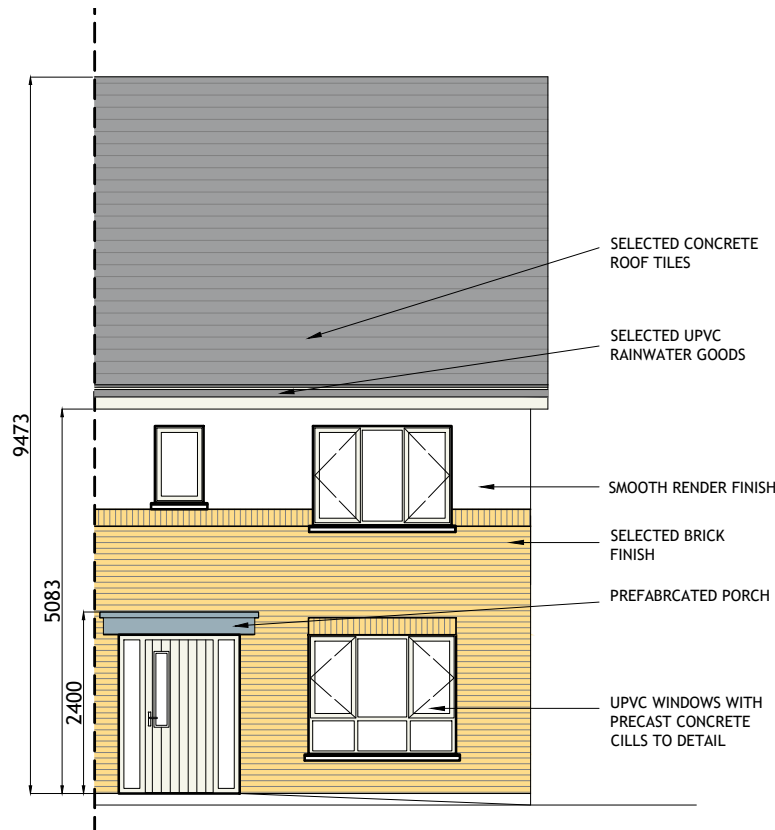 SELECTED CONCRETE
ROOF TILES
SELECTED UPVC
RAINWATER GOODS
9473
SMOOTH RENDER FINISH
SELECTED BRICK
FINISH
5083
PREFABRCATED PORCH
2400
UPVC WINDOWS WITH
PRECAST CONCRETE
CILLS TO DETAIL